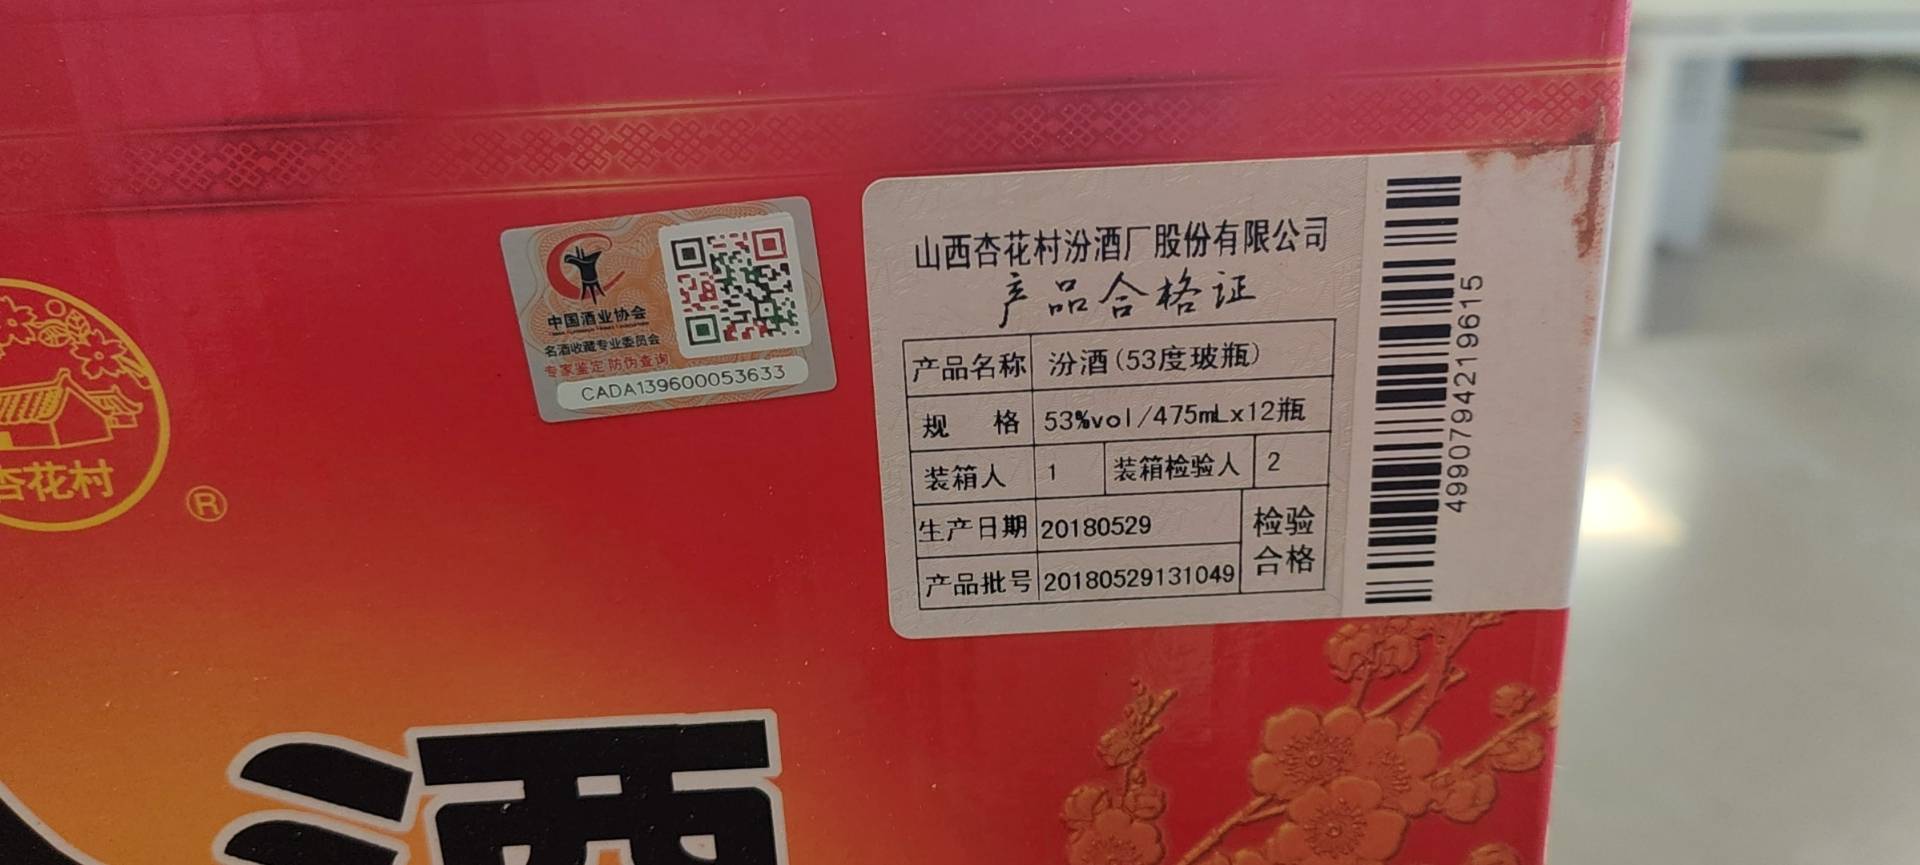 中国酒业协会
名酒收藏专业委员会
专家鉴定 防伪查询
CADA139600053633
山西杏花村汾酒厂股份有限公司
产品合格证
产品名称 汾酒(53度玻瓶)
规 格 53%vol/475mLx12瓶
装箱人 1 装箱检验人 2
生产日期 20180529 检验
产品批号 20180529131049 合格
4990794219615
杏花村
®
酒